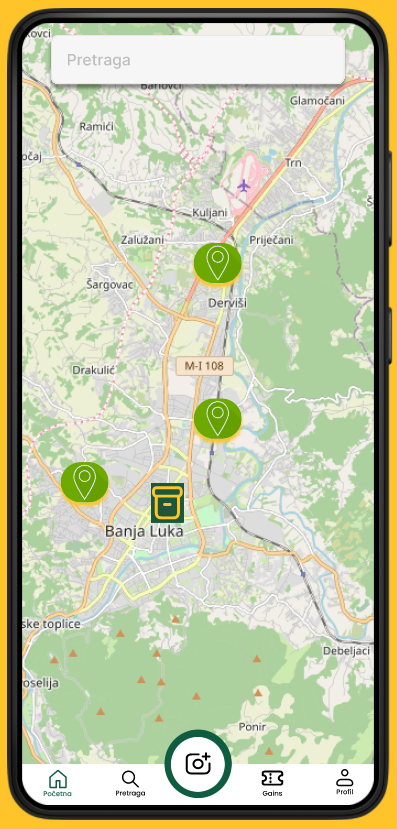 kovci
Pretraga
Barlovci
Glamočani
Ramići
očaj
Trn
Kuljani
Zalužani
Priječani
Šargovac
Derviši
M-I 108
Drakulić
Banja Luka
ske toplice
Debeljaci
oselija
Ponir
Početna
Pretraga
Gains
Profil